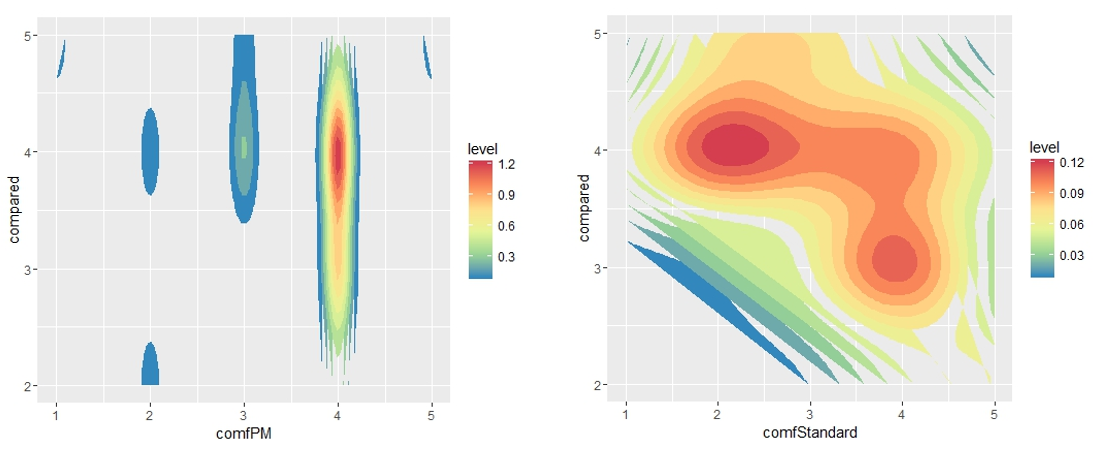 5
4
3
2
compared
1 2 3 4 5
comfPM
level
1.2
0.9
0.6
0.3
5
4
3
2
compared
1 2 3 4 5
comfStandard
level
0.12
0.09
0.06
0.03